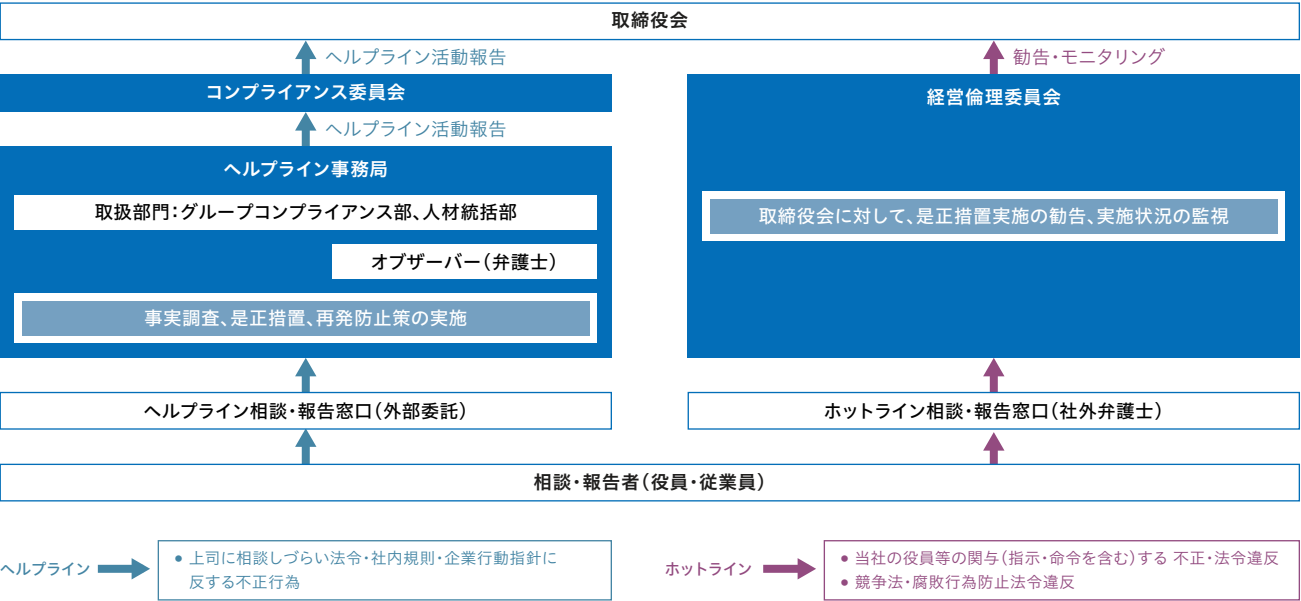 取締役会
ヘルプライン活動報告
勧告・モニタリング
コンプライアンス委員会
経営倫理委員会
ヘルプライン活動報告
ヘルプライン事務局
取扱部門：グループコンプライアンス部、人材統括部
オブザーバー（弁護士）
事実調査、是正措置、再発防止策の実施
取締役会に対して、是正措置実施の勧告、実施状況の監視
ヘルプライン相談・報告窓口（外部委託）
ホットライン相談・報告窓口（社外弁護士）
相談・報告者（役員・従業員）
ヘルプライン
● 上司に相談しづらい法令・社内規則・企業行動指針に
反する不正行為
ホットライン
● 当社の役員等の関与（指示・命令を含む）する 不正・法令違反
● 競争法・腐敗行為防止法令違反